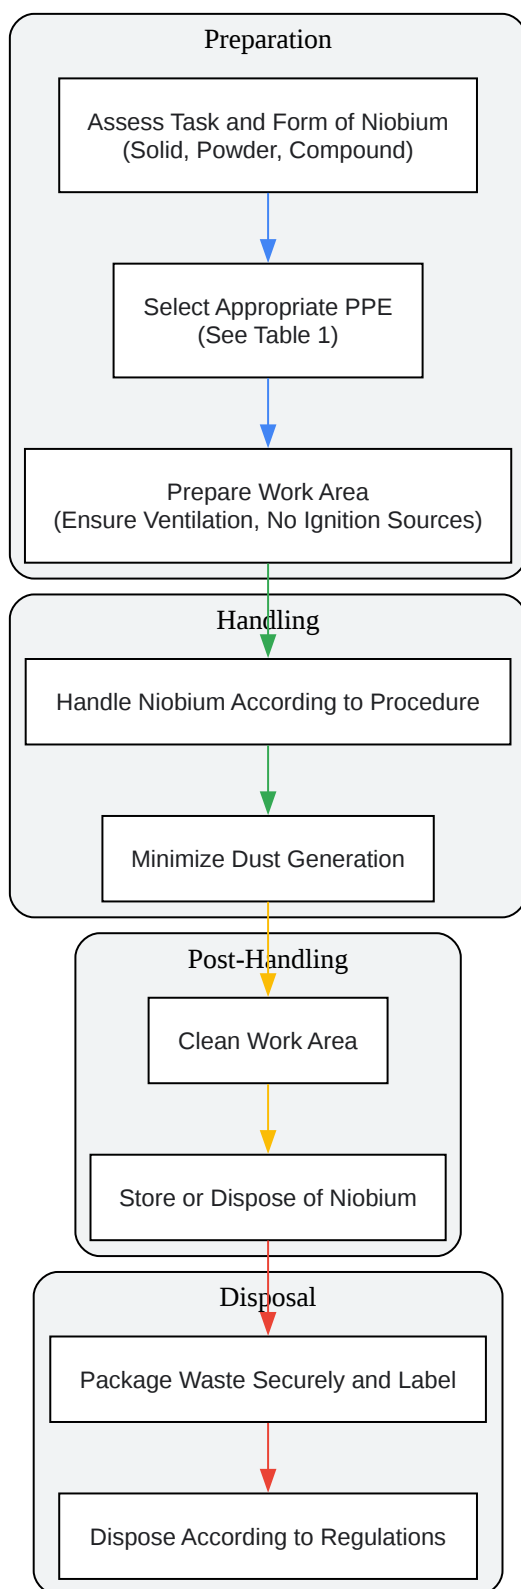 Preparation
Assess Task and Form of Niobium
(Solid, Powder, Compound)
Select Appropriate PPE
(See Table 1)
Prepare Work Area
(Ensure Ventilation, No Ignition Sources)
Handling
Handle Niobium According to Procedure
Minimize Dust Generation
Post-Handling
Clean Work Area
Store or Dispose of Niobium
Disposal
Package Waste Securely and Label
Dispose According to Regulations